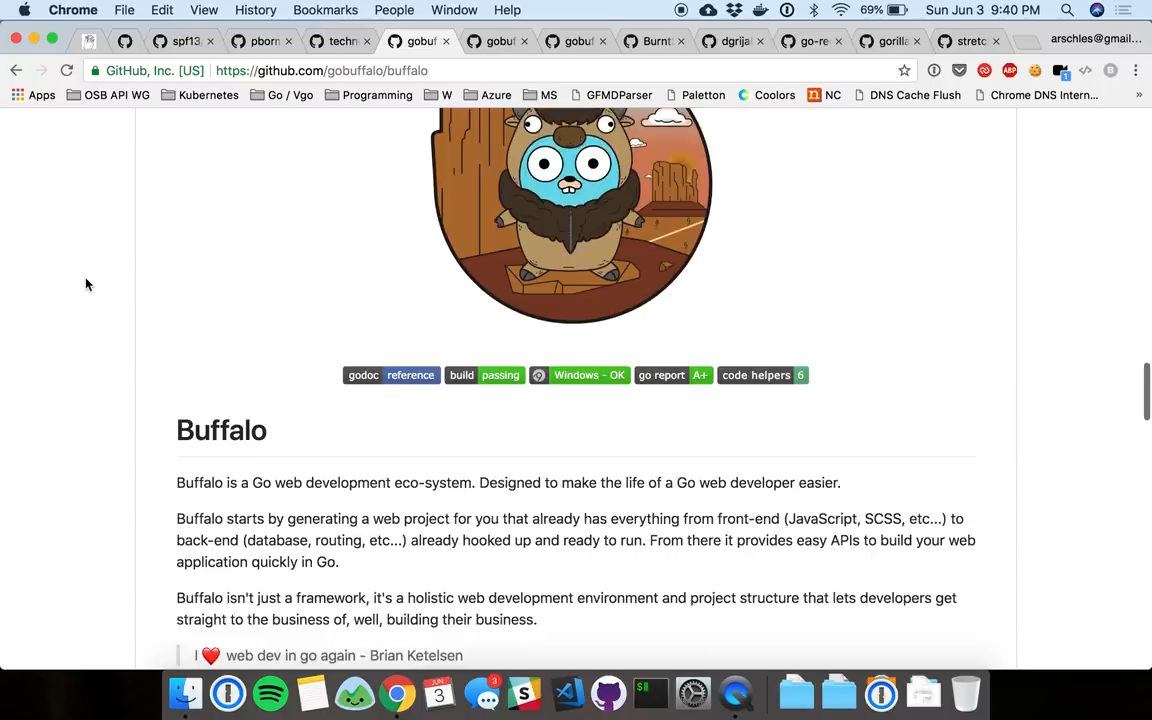 Chrome File Edit View History Bookmarks People Window Help 69% Sun Jun 3 9:40 PM
spf13 pborn techn gobuf gobuf gobuf Burnt dgrija go-re gorilla stretc arschles@gmail...
GitHub, Inc. [US] https://github.com/gobuffalo/buffalo
Apps OSB API WG Kubernetes Go / Vgo Programming W Azure MS GFMDParser Paletton Coolors NC DNS Cache Flush Chrome DNS Intern... »
godoc reference build passing Windows - OK go report A+ code helpers 6
Buffalo
Buffalo is a Go web development eco-system. Designed to make the life of a Go web developer easier.
Buffalo starts by generating a web project for you that already has everything from front-end (JavaScript, SCSS, etc...) to
back-end (database, routing, etc...) already hooked up and ready to run. From there it provides easy APIs to build your web
application quickly in Go.
Buffalo isn't just a framework, it's a holistic web development environment and project structure that lets developers get
straight to the business of, well, building their business.
I ❤ web dev in go again - Brian Ketelsen
JUN
3
3